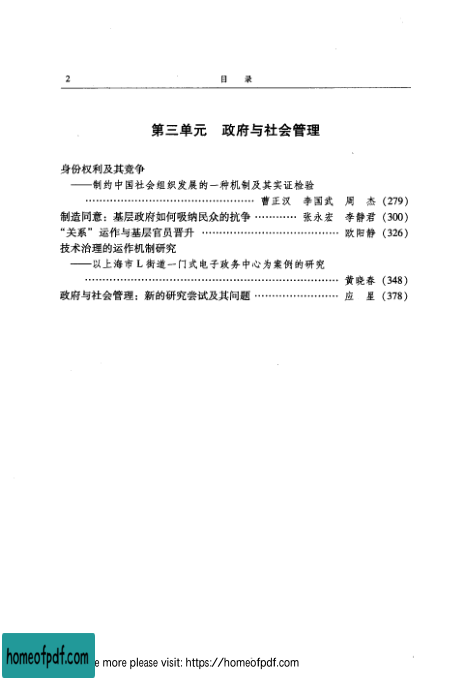 2 目 录
第三单元 政府与社会管理
身份权利及其竞争
——制约中国社会组织发展的一种机制及其实证检验
…………………………………………… 曹正汉 李国武 周 杰 (279)
制造同意：基层政府如何吸纳民众的抗争 ………… 张永宏 李静君 (300)
“关系”运作与基层官员晋升 …………………………………… 欧阳静 (326)
技术治理的运作机制研究
——以上海市 L 街道一门式电子政务中心为案例的研究
…………………………………………………………………… 黄晓春 (348)
政府与社会管理：新的研究尝试及其问题 …………………… 应 星 (378)
homeofpdf.com
e more please visit: https://homeofpdf.com